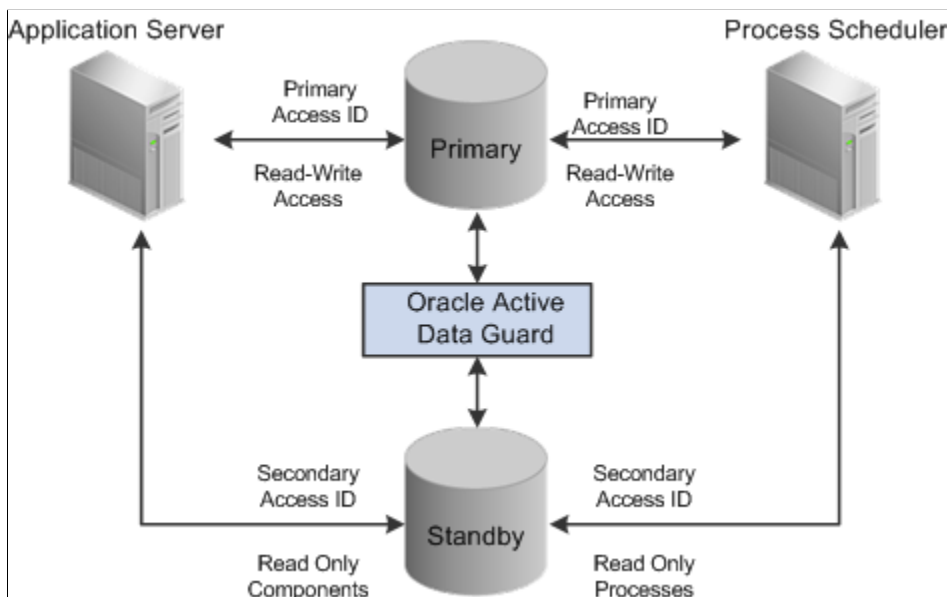 Application Server
Process Scheduler
Primary
Access ID
Read-Write
Access
Primary
Primary
Access ID
Read-Write
Access
Oracle Active
Data Guard
Secondary
Access ID
Read Only
Components
Standby
Secondary
Access ID
Read Only
Processes